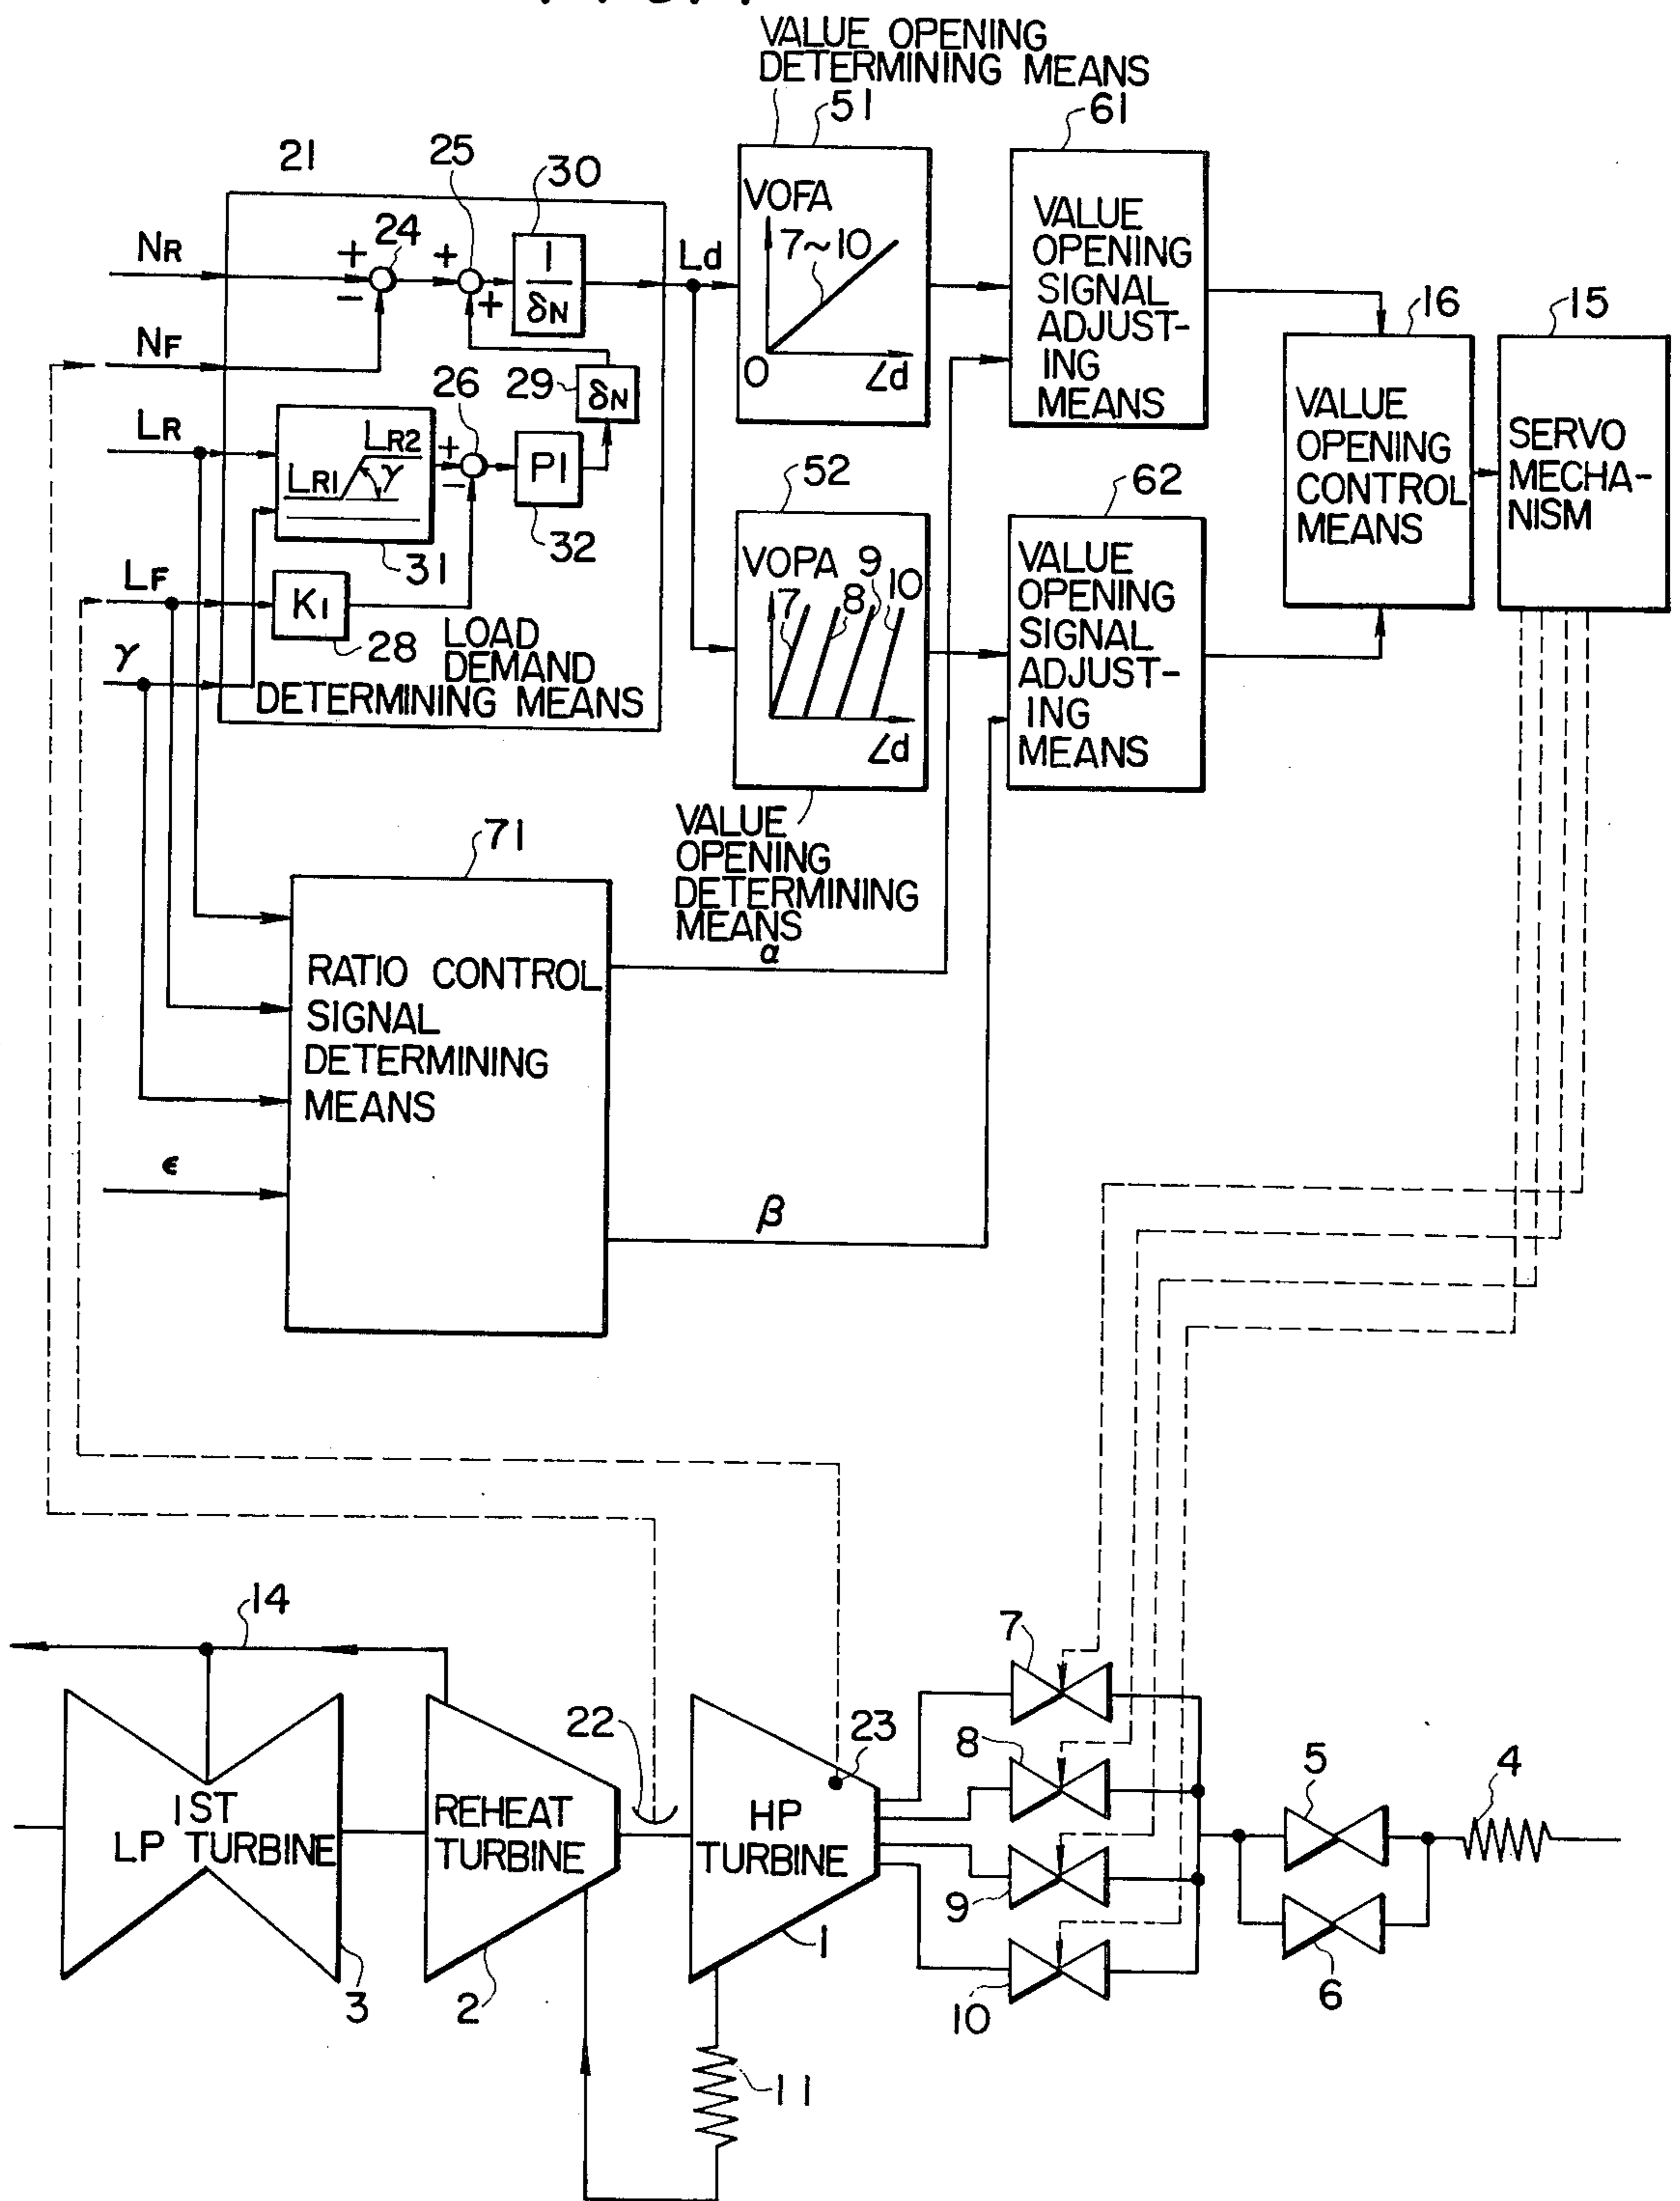 VALUE OPENING
DETERMINING MEANS
51
61
21
25
30
24
NR
+
-
+
+
1
δN
Ld
VOFA
7~10
O
Ld
VALUE
OPENING
SIGNAL
ADJUST-
ING
MEANS
16
15
NF
26
29
δN
LR
LR1
LR2
γ
+
-
PI
31
32
52
62
VALUE
OPENING
CONTROL
MEANS
SERVO
MECHA-
NISM
LF
K1
28
γ
LOAD
DEMAND
DETERMINING MEANS
VOPA
7
8
9
10
Ld
VALUE
OPENING
SIGNAL
ADJUST-
ING
MEANS
VALUE
OPENING
DETERMINING
MEANS
71
α
RATIO CONTROL
SIGNAL
DETERMINING
MEANS
ϵ
β
14
7
22
23
8
5
4
1ST
LP TURBINE
REHEAT
TURBINE
HP
TURBINE
9
1
3
2
10
6
11